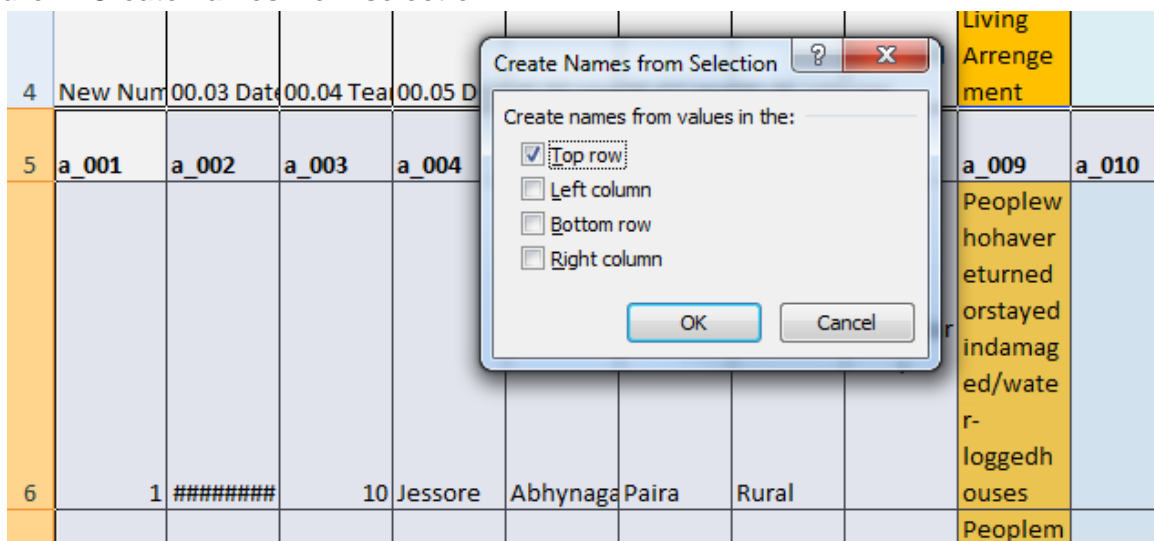 Living
Create Names from Selection
Arrenge
4 New Num 00.03 Date 00.04 Tea 00.05 D ment
Create names from values in the:
Top row
5 a_001 a_002 a_003 a_004 a_009 a_010
Left column
Bottom row
Right column
OK Cancel
Peoplew
hohaver
eturned
orstayed
indamag
ed/wate
r-
loggedh
6 1 ######## 10 Jessore Abhynaga Paira Rural ouses
Peoplem